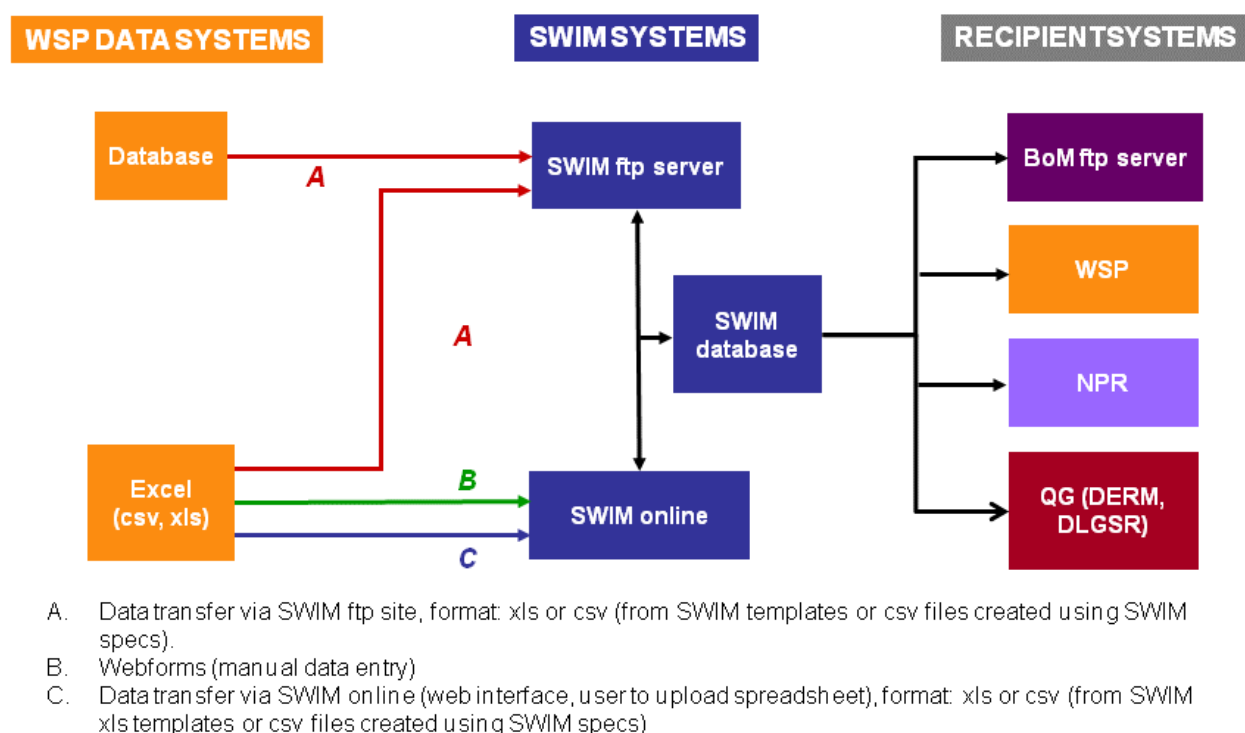 WSP DATA SYSTEMS
SWIM SYSTEMS
RECIPIENT SYSTEMS
Database
A
SWIM ftp server
BoM ftp server
WSP
A
SWIM
database
NPR
Excel
(csv, xls)
B
C
SWIM online
QG (DERM,
DLGSR)
A. Data transfer via SWIM ftp site, format: xls or csv (from SWIM templates or csv files created using SWIM
specs).
B. Webforms (manual data entry)
C. Data transfer via SWIM online (web interface, user to upload spreadsheet), format: xls or csv (from SWIM
xls templates or csv files created using SWIM specs)